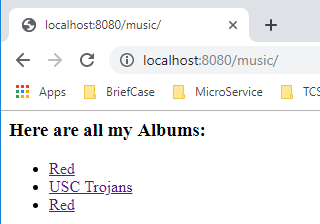 localhost:8080/music/
localhost:8080/music/
Apps BriefCase MicroService TCS
Here are all my Albums:
Red
USC Trojans
Red